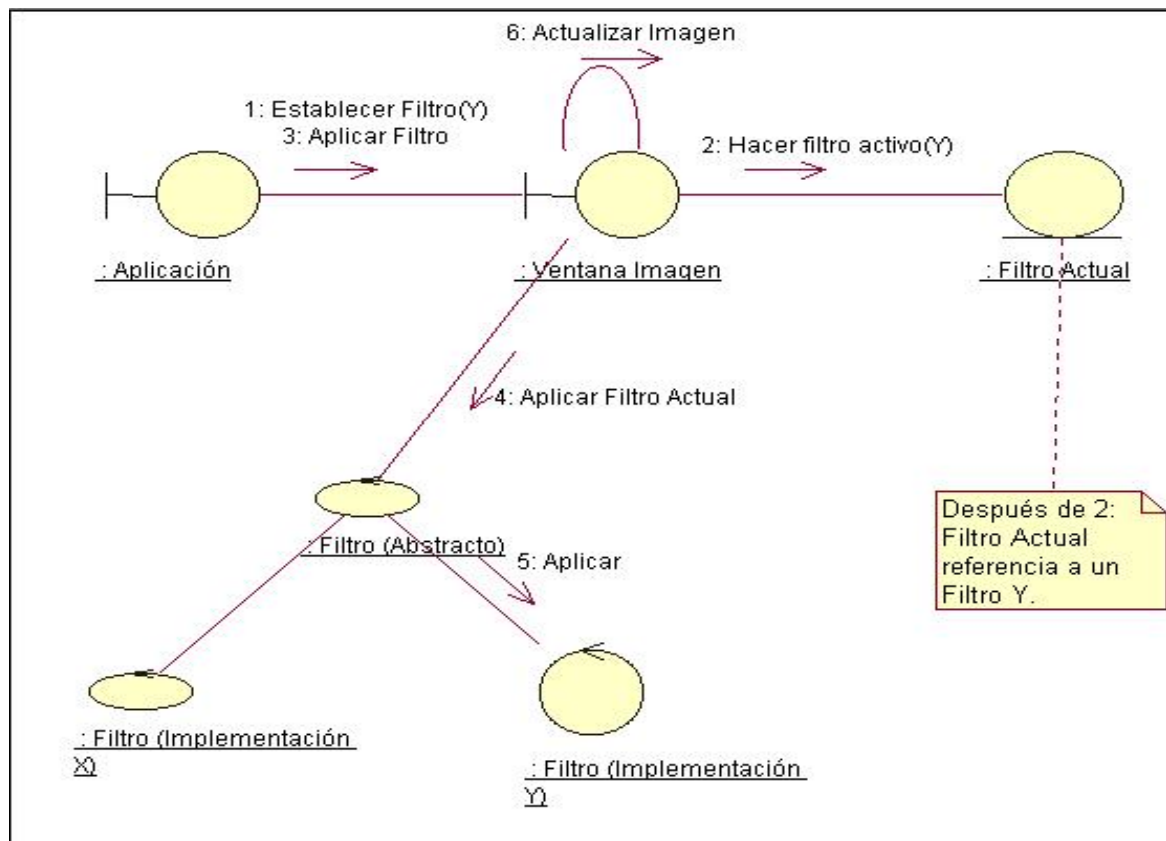 6: Actualizar Imagen
1: Establecer Filtro(Y)
3: Aplicar Filtro
2: Hacer filtro activo(Y)
: Aplicación
: Ventana Imagen
: Filtro Actual
4: Aplicar Filtro Actual
: Filtro (Abstracto)
5: Aplicar
Después de 2:
Filtro Actual
referencia a un
Filtro Y.
: Filtro (Implementación
X)
: Filtro (Implementación
Y)